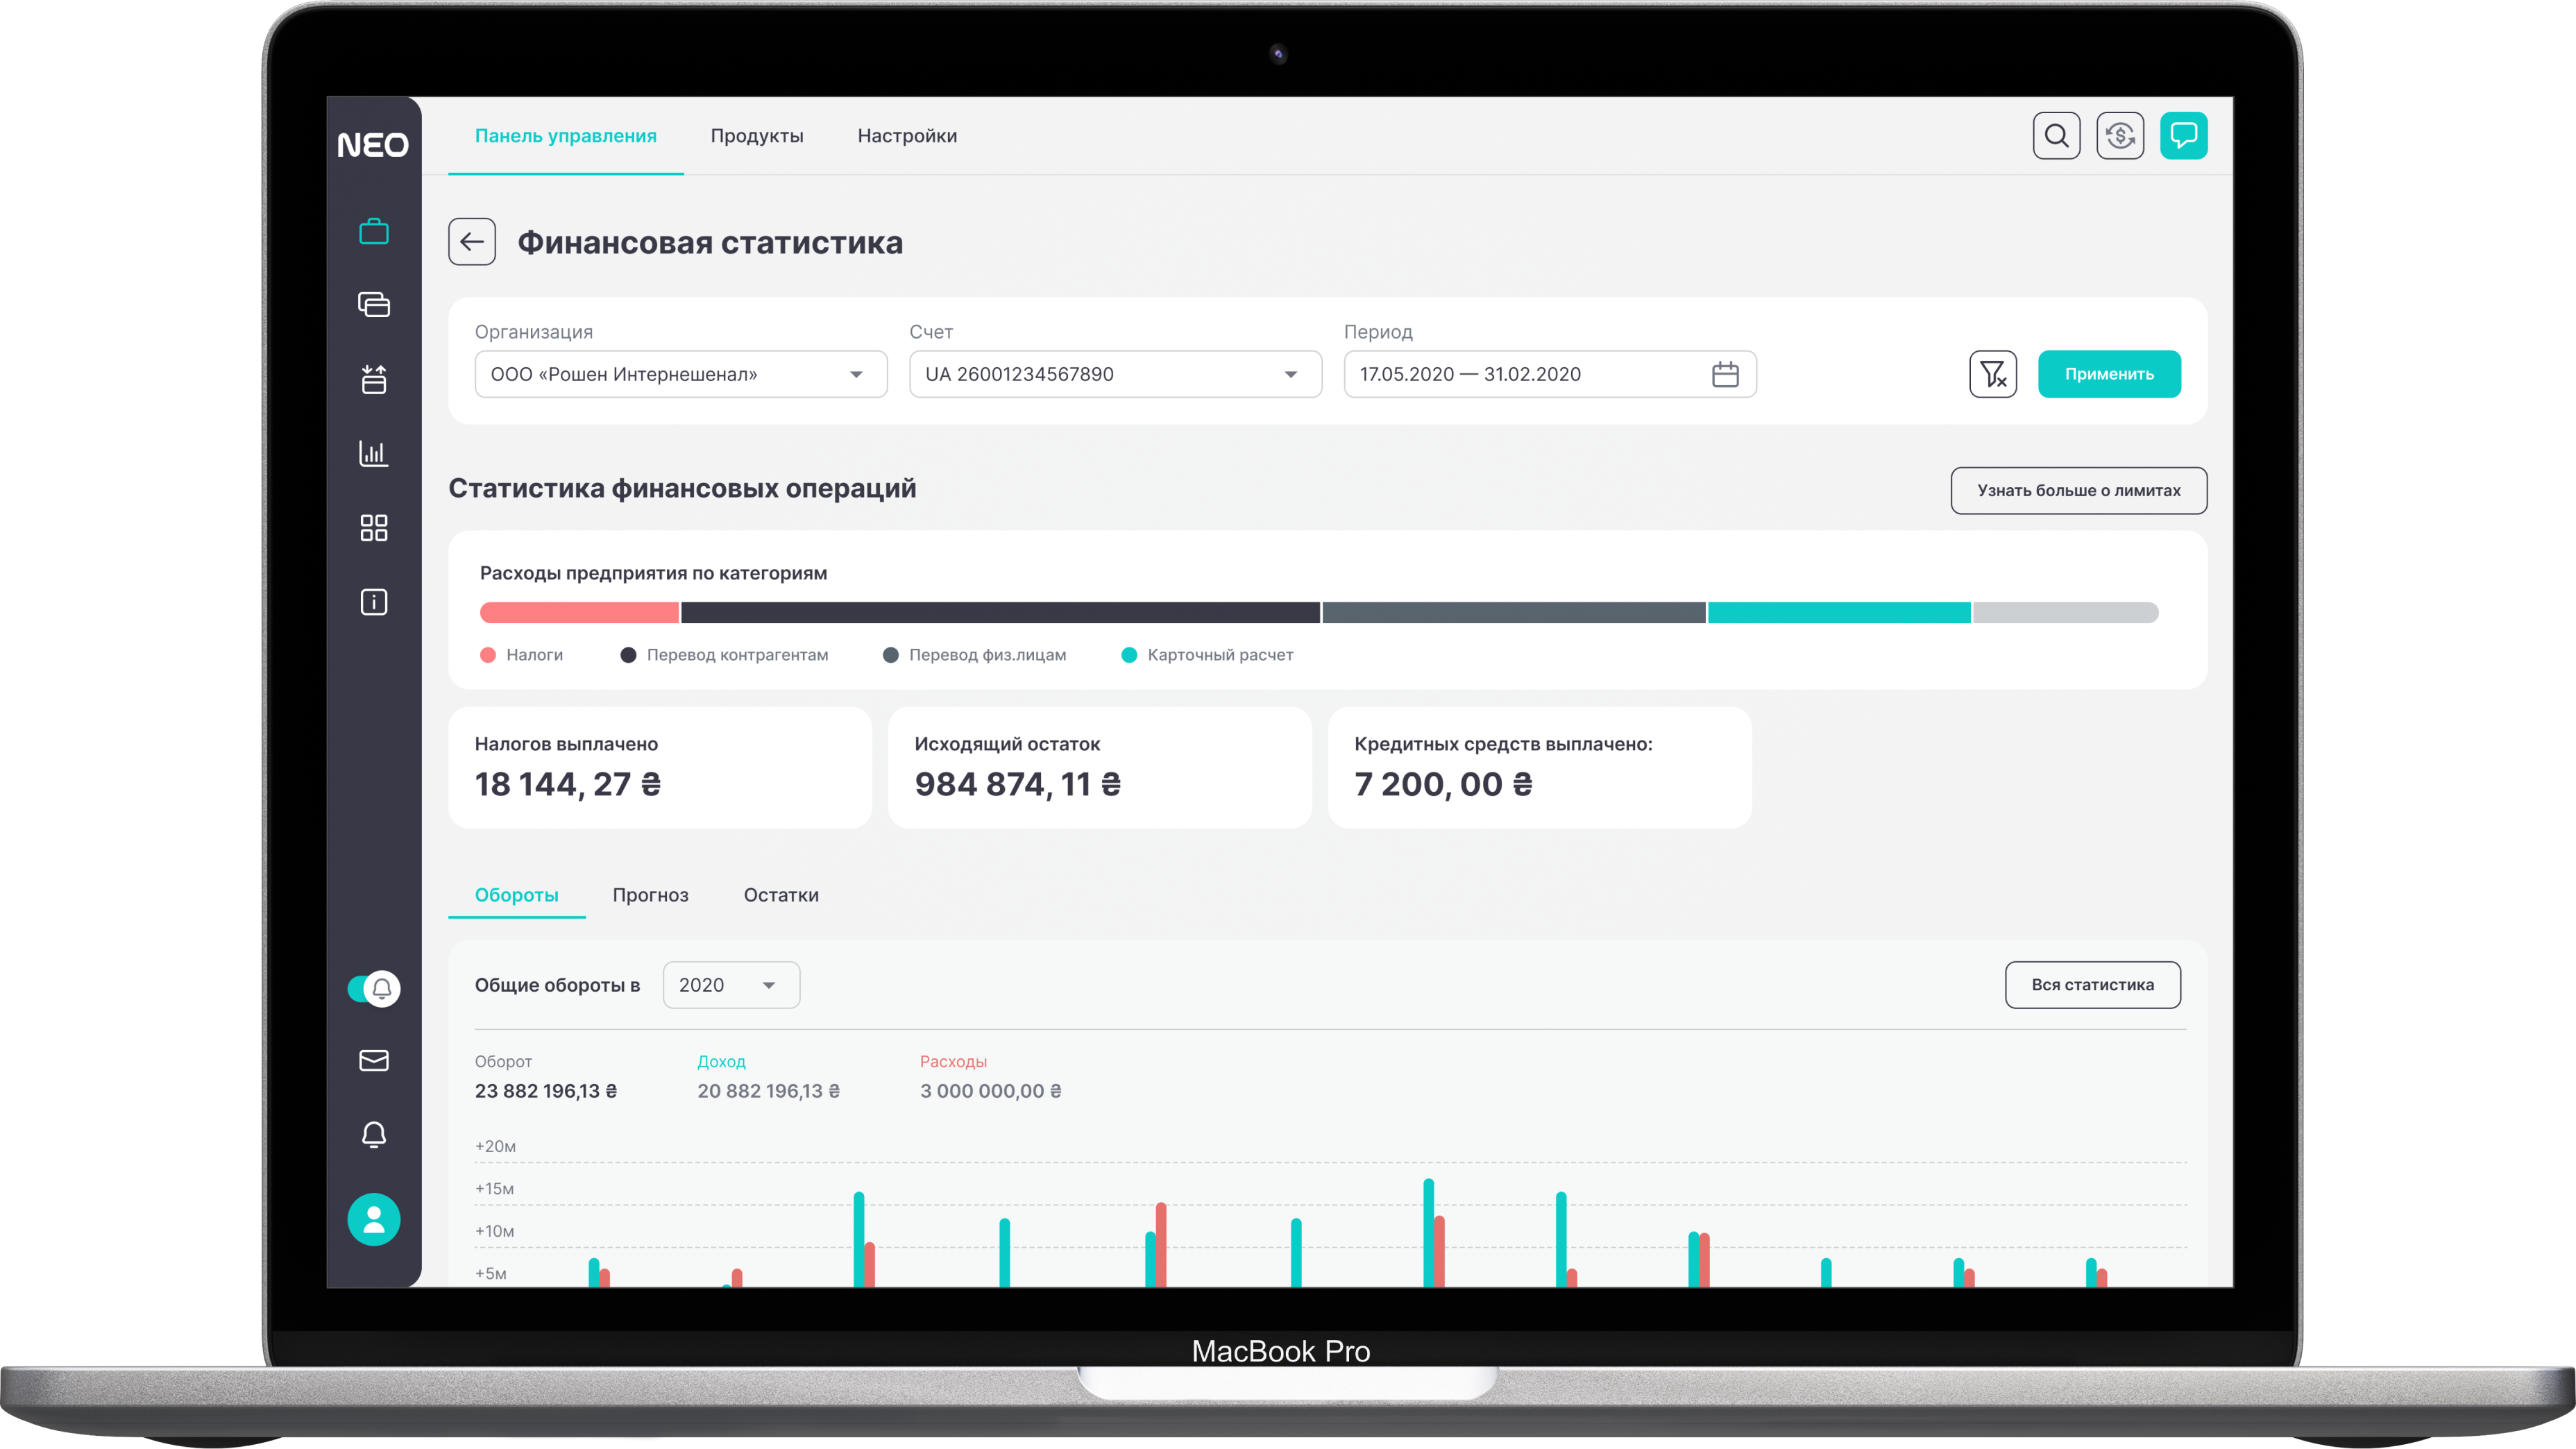 NEO
Панель управления Продукты Настройки
Финансовая статистика
Организация Счет Период
ООО «Рошен Интернешенал» UA 26001234567890 17.05.2020 — 31.02.2020 Применить
Статистика финансовых операций Узнать больше о лимитах
Расходы предприятия по категориям
Налоги Перевод контрагентам Перевод физ.лицам Карточный расчет
Налогов выплачено Исходящий остаток Кредитных средств выплачено:
18 144, 27 ₴ 984 874, 11 ₴ 7 200, 00 ₴
Обороты Прогноз Остатки
Общие обороты в 2020 Вся статистика
Оборот Доход Расходы
23 882 196,13 ₴ 20 882 196,13 ₴ 3 000 000,00 ₴
+20м
+15м
+10м
+5м
MacBook Pro